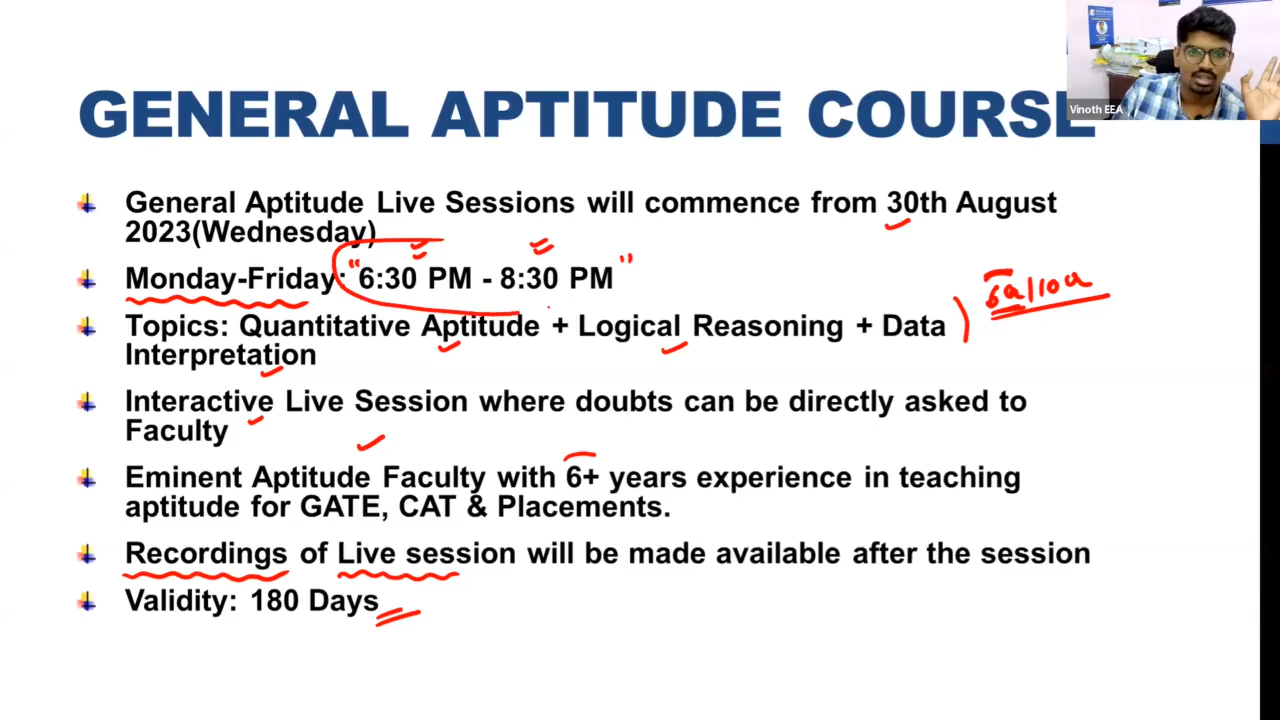 GENERAL APTITUDE COURSE
Vinoth EEA
General Aptitude Live Sessions will commence from 30th August
2023(Wednesday)
Monday-Friday: "6:30 PM - 8:30 PM"
Topics: Quantitative Aptitude + Logical Reasoning + Data
Interpretation
Interactive Live Session where doubts can be directly asked to
Faculty
Eminent Aptitude Faculty with 6+ years experience in teaching
aptitude for GATE, CAT & Placements.
Recordings of Live session will be made available after the session
Validity: 180 Days